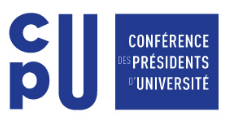 cpu
CONFÉRENCE
DES PRÉSIDENTS
D'UNIVERSITÉ